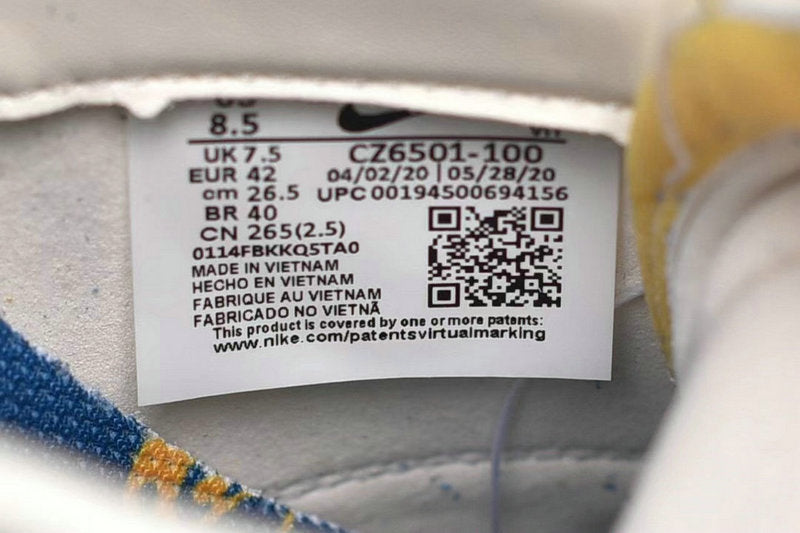 US
8.5
VIT
UK 7.5
CZ6501-100
EUR 42
04/02/20 | 05/28/20
cm 26.5
UPC 00194500694156
BR 40
CN 265(2.5)
0114FBKKQ5TA0
MADE IN VIETNAM
HECHO EN VIETNAM
FABRIQUE AU VIETNAM
FABRICADO NO VIETNÃ
This product is covered by one or more patents:
www.nike.com/patentsvirtualmarking